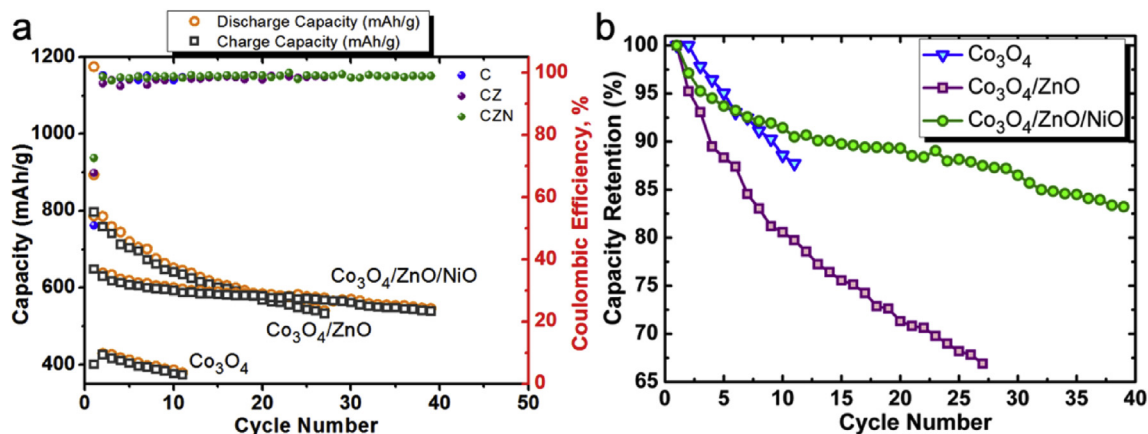 a
Discharge Capacity (mAh/g)
Charge Capacity (mAh/g)
1200
1000
800
600
400
Capacity (mAh/g)
C
CZ
CZN
Co3O4/ZnO/NiO
Co3O4/ZnO
Co3O4
100
80
60
40
20
0
Coulombic Efficiency, %
0 10 20 30 40 50
Cycle Number
b
100
95
90
85
80
75
70
65
Capacity Retention (%)
Co3O4
Co3O4/ZnO
Co3O4/ZnO/NiO
0 5 10 15 20 25 30 35 40
Cycle Number